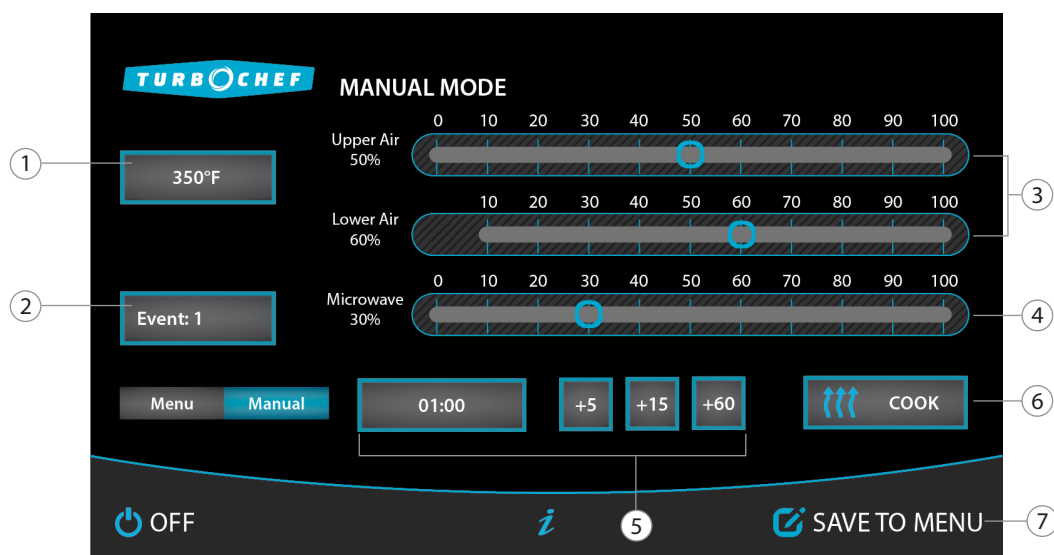 TURBOCHEF
MANUAL MODE
0 10 20 30 40 50 60 70 80 90 100
Upper Air
50%
1
350°F
3
10 20 30 40 50 60 70 80 90 100
Lower Air
60%
0 10 20 30 40 50 60 70 80 90 100
Microwave
30%
2
Event: 1
4
Menu Manual
01:00
+5 +15 +60
COOK
6
5
OFF
i
SAVE TO MENU
7